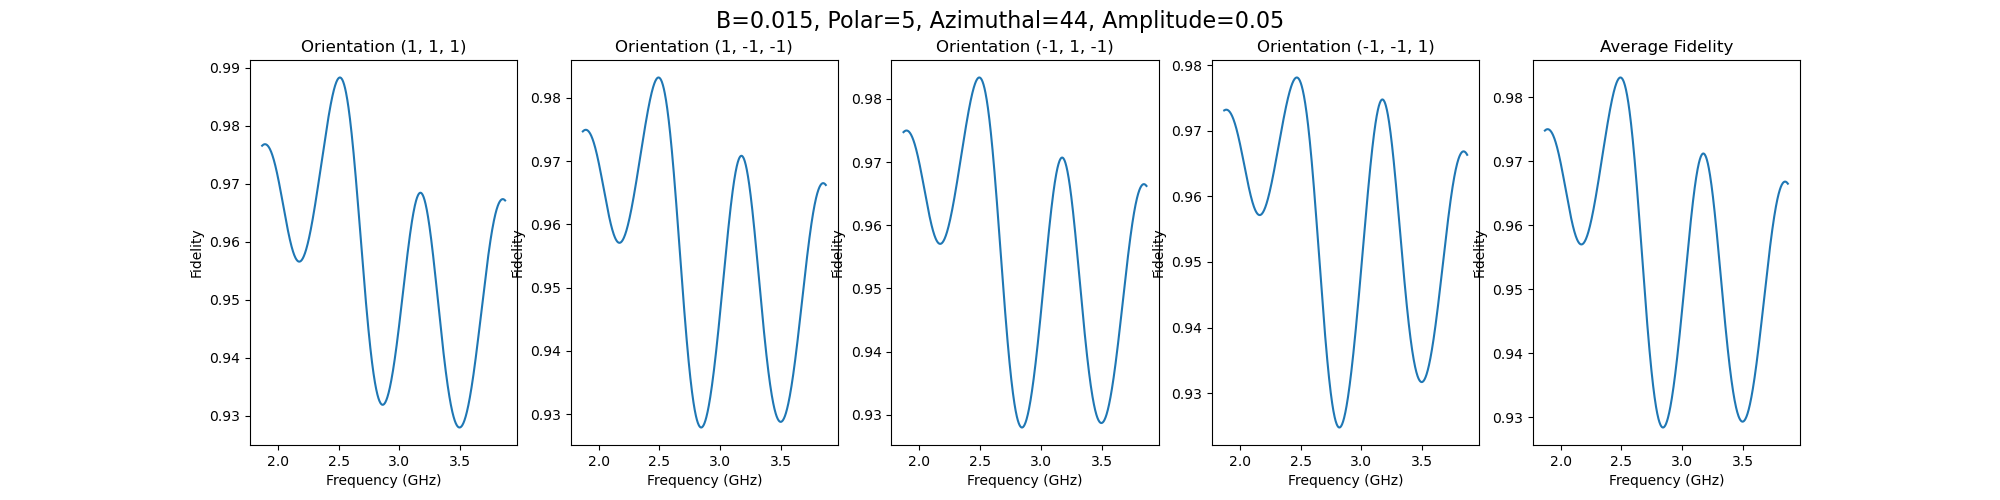 B=0.015, Polar=5, Azimuthal=44, Amplitude=0.05
Orientation (1, 1, 1)
0.99
0.98
0.97
0.96
0.95
0.94
0.93
Fidelity
2.0 2.5 3.0 3.5
Frequency (GHz)
Orientation (1, -1, -1)
0.98
0.97
0.96
0.95
0.94
0.93
Fidelity
2.0 2.5 3.0 3.5
Frequency (GHz)
Orientation (-1, 1, -1)
0.98
0.97
0.96
0.95
0.94
0.93
Fidelity
2.0 2.5 3.0 3.5
Frequency (GHz)
Orientation (-1, -1, 1)
0.98
0.97
0.96
0.95
0.94
0.93
Fidelity
2.0 2.5 3.0 3.5
Frequency (GHz)
Average Fidelity
0.98
0.97
0.96
0.95
0.94
0.93
Fidelity
2.0 2.5 3.0 3.5
Frequency (GHz)